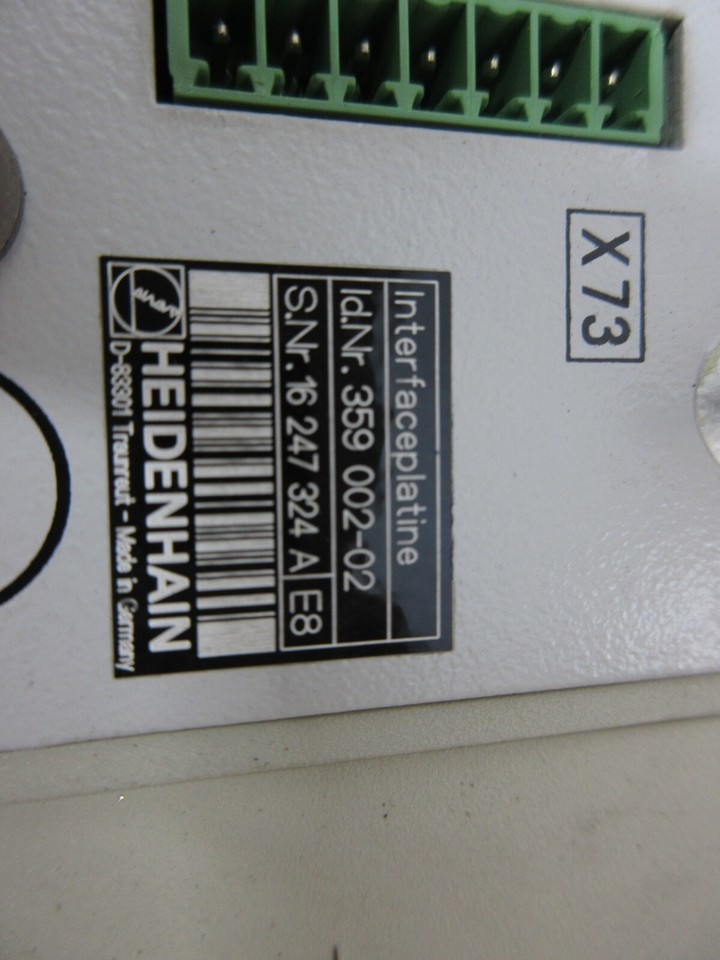 X 73
Interfaceplatine
Id.Nr. 359 002-02
S.Nr. 16 247 324 A E8
HEIDENHAIN
D-83301 Traunreut - Made in Germany